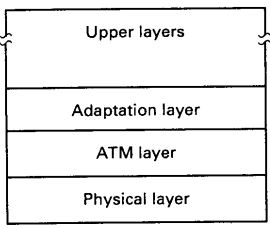 Upper layers
Adaptation layer
ATM layer
Physical layer